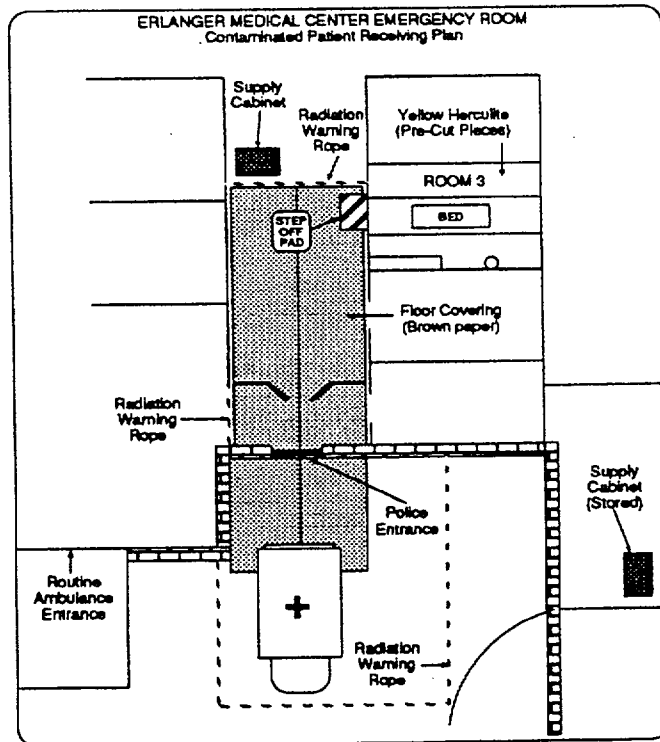 ERLANGER MEDICAL CENTER EMERGENCY ROOM
Contaminated Patient Receiving Plan
Supply
Cabinet
Radiation
Warning
Rope
Yellow Herculite
(Pre-Cut Pieces)
ROOM 3
STEP
OFF
PAD
BED
Floor Covering
(Brown paper)
Radiation
Warning
Rope
Police
Entrance
Supply
Cabinet
(Stored)
Routine
Ambulance
Entrance
Radiation
Warning
Rope